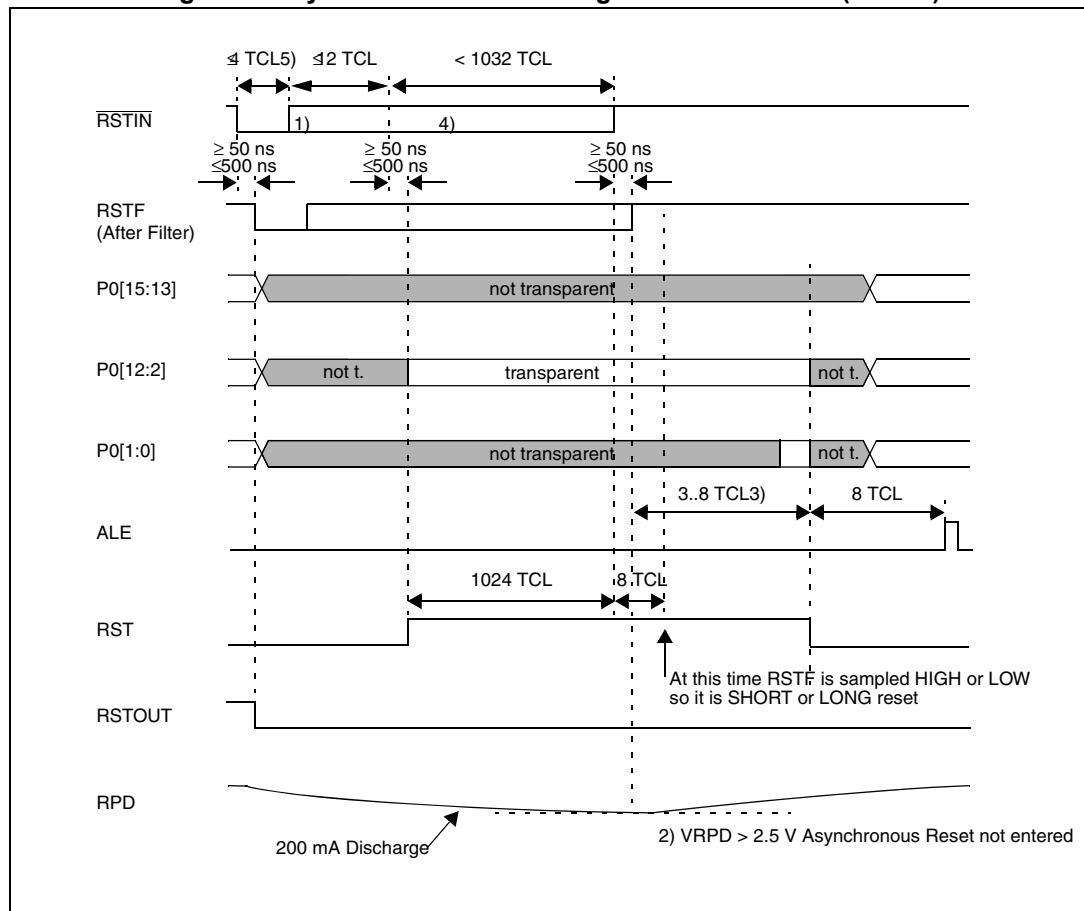 ≤4 TCL5) ≤12 TCL < 1032 TCL
RSTIN
1) 4)
≥ 50 ns ≥ 50 ns ≥ 50 ns
≤500 ns ≤500 ns ≤500 ns
RSTF
(After Filter)
P0[15:13] not transparent
P0[12:2] not t. transparent not t.
P0[1:0] not transparent not t.
3..8 TCL3) 8 TCL
ALE
1024 TCL 8 TCL
RST
At this time RSTF is sampled HIGH or LOW
so it is SHORT or LONG reset
RSTOUT
RPD
200 mA Discharge
2) VRPD > 2.5 V Asynchronous Reset not entered